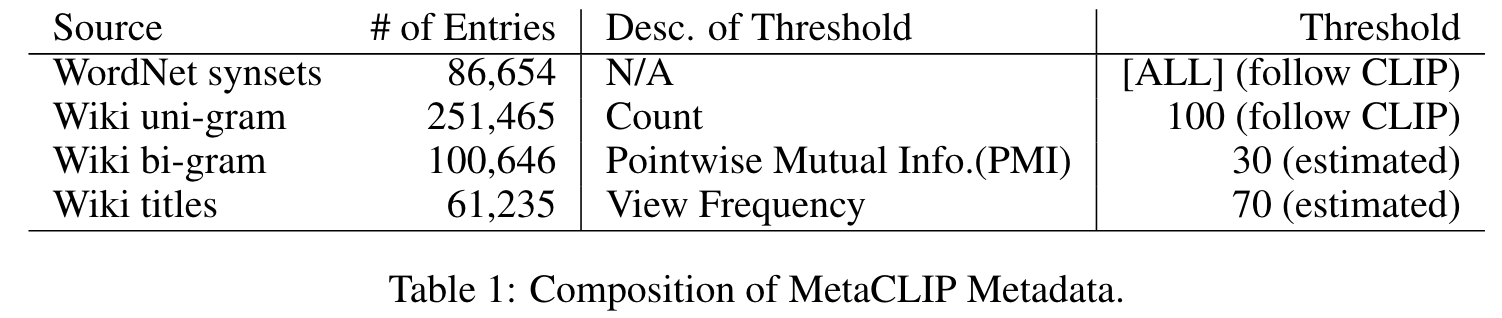 Source # of Entries Desc. of Threshold Threshold
WordNet synsets 86,654 N/A [ALL] (follow CLIP)
Wiki uni-gram 251,465 Count 100 (follow CLIP)
Wiki bi-gram 100,646 Pointwise Mutual Info.(PMI) 30 (estimated)
Wiki titles 61,235 View Frequency 70 (estimated)
Table 1: Composition of MetaCLIP Metadata.